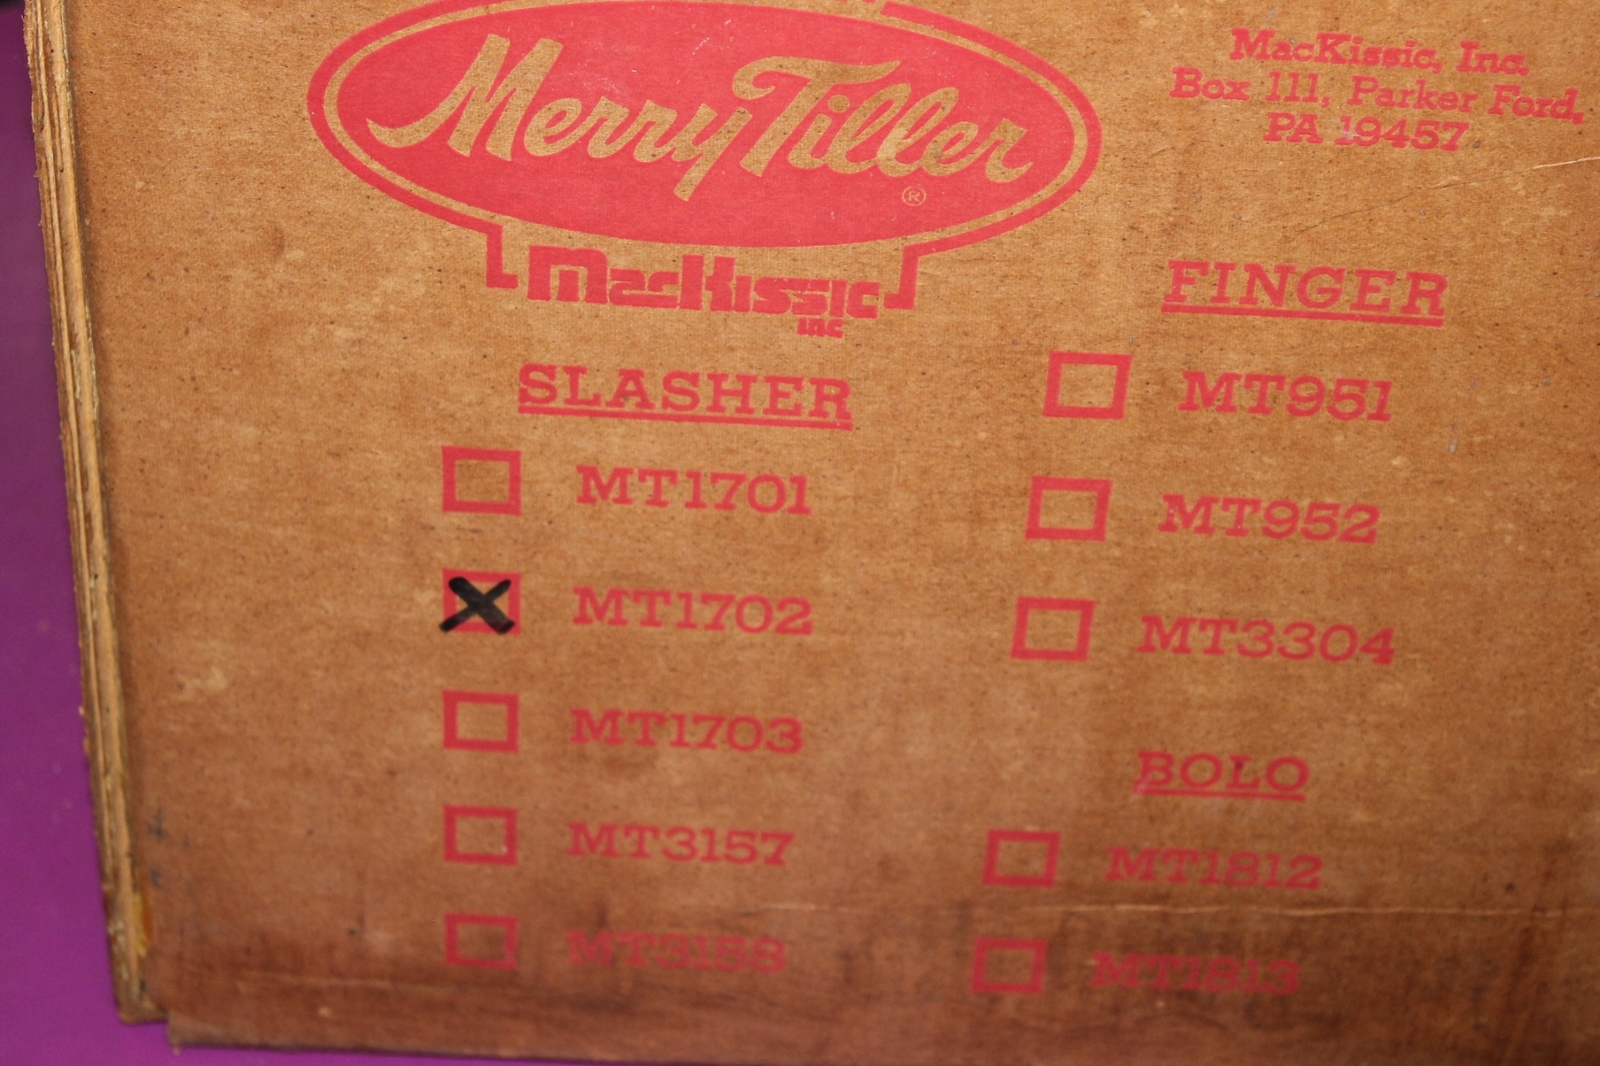 Merry Tiller
®
MacKissic
inc
MacKissic, Inc.
Box 111, Parker Ford,
PA 19457
SLASHER
MT1701
MT1702
MT1703
MT3157
MT3158
FINGER
MT951
MT952
MT3304
BOLO
MT1812
MT1813